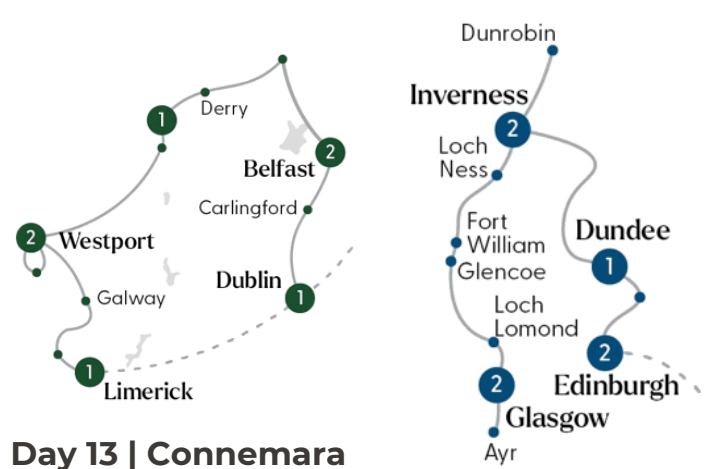 Derry
1
2
Belfast
Carlingford
2
Westport
Dublin
1
Galway
1
Limerick
Day 13 | Connemara
Dunrobin
Inverness
2
Loch
Ness
Fort
William
Glencoe
Dundee
1
Loch
Lomond
2
Edinburgh
2
Glasgow
Ayr